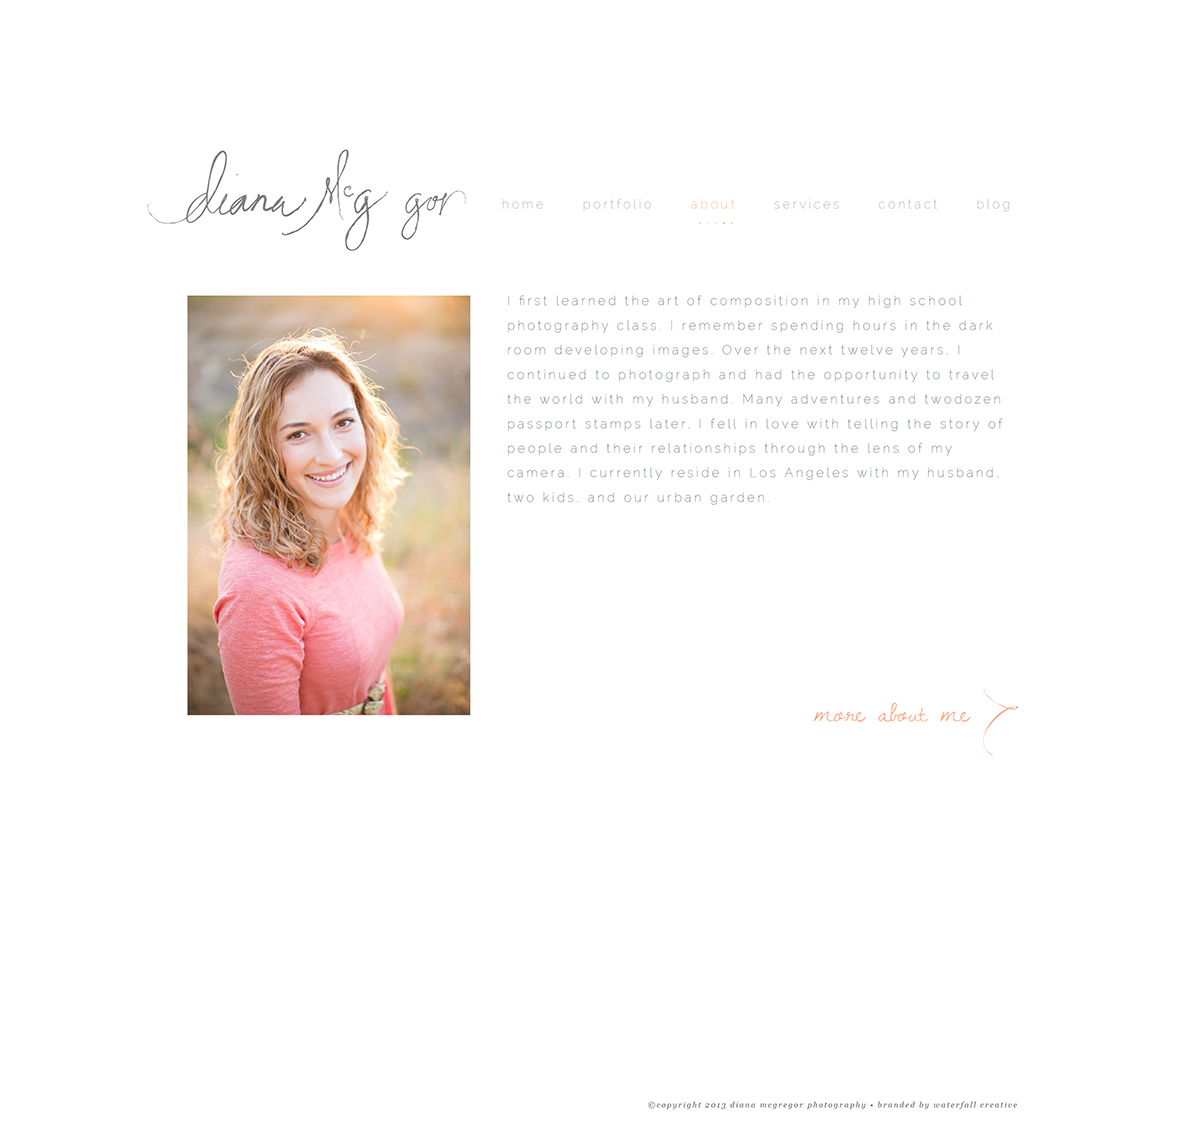 diana McG gor
home portfolio about services contact blog
I first learned the art of composition in my high school
photography class. I remember spending hours in the dark
room developing images. Over the next twelve years, I
continued to photograph and had the opportunity to travel
the world with my husband. Many adventures and twodozen
passport stamps later, I fell in love with telling the story of
people and their relationships through the lens of my
camera. I currently reside in Los Angeles with my husband,
two kids, and our urban garden.
more about me
©copyright 2013 diana mcgregor photography • branded by waterfall creative